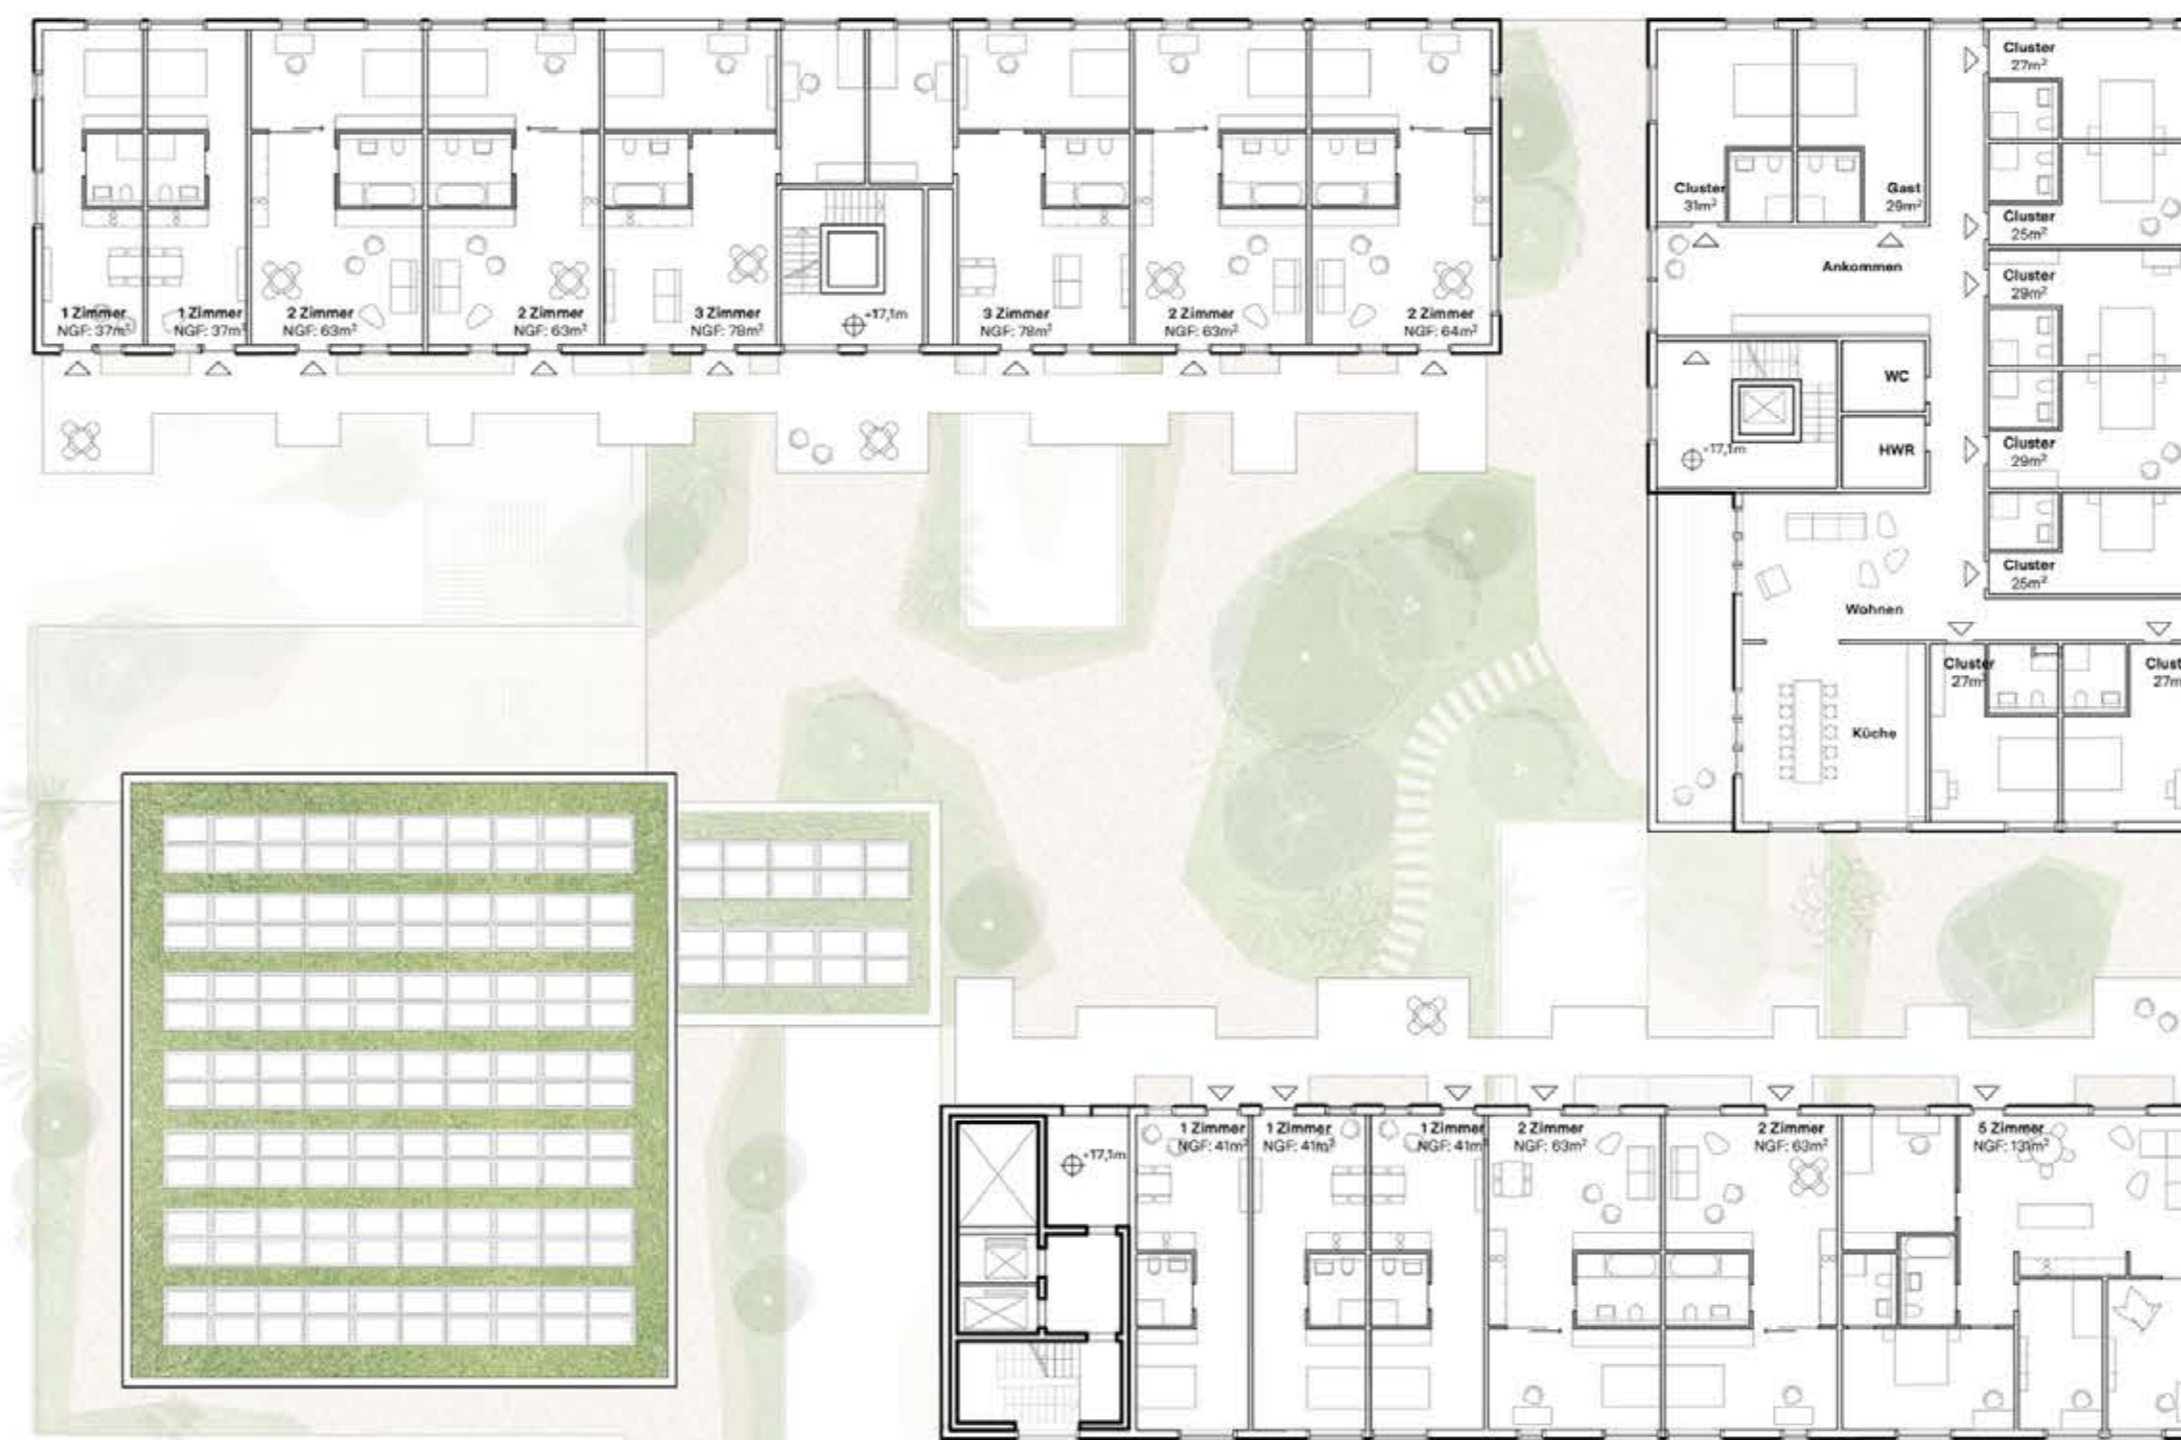 1 Zimmer
NGF: 37m²
1 Zimmer
NGF: 37m²
2 Zimmer
NGF: 63m²
2 Zimmer
NGF: 63m²
3 Zimmer
NGF: 78m²
+17,1m
3 Zimmer
NGF: 78m²
2 Zimmer
NGF: 63m²
2 Zimmer
NGF: 64m²
Cluster
31m²
Gast
29m²
Ankommen
WC
HWR
+17,1m
Wohnen
Küche
Cluster
27m²
Cluster
25m²
Cluster
29m²
Cluster
29m²
Cluster
25m²
Cluster
27m²
Clust
27m
+17,1m
1 Zimmer
NGF: 41m²
1 Zimmer
NGF: 41m²
1 Zimmer
NGF: 41m²
2 Zimmer
NGF: 63m²
2 Zimmer
NGF: 63m²
5 Zimmer
NGF: 131m²